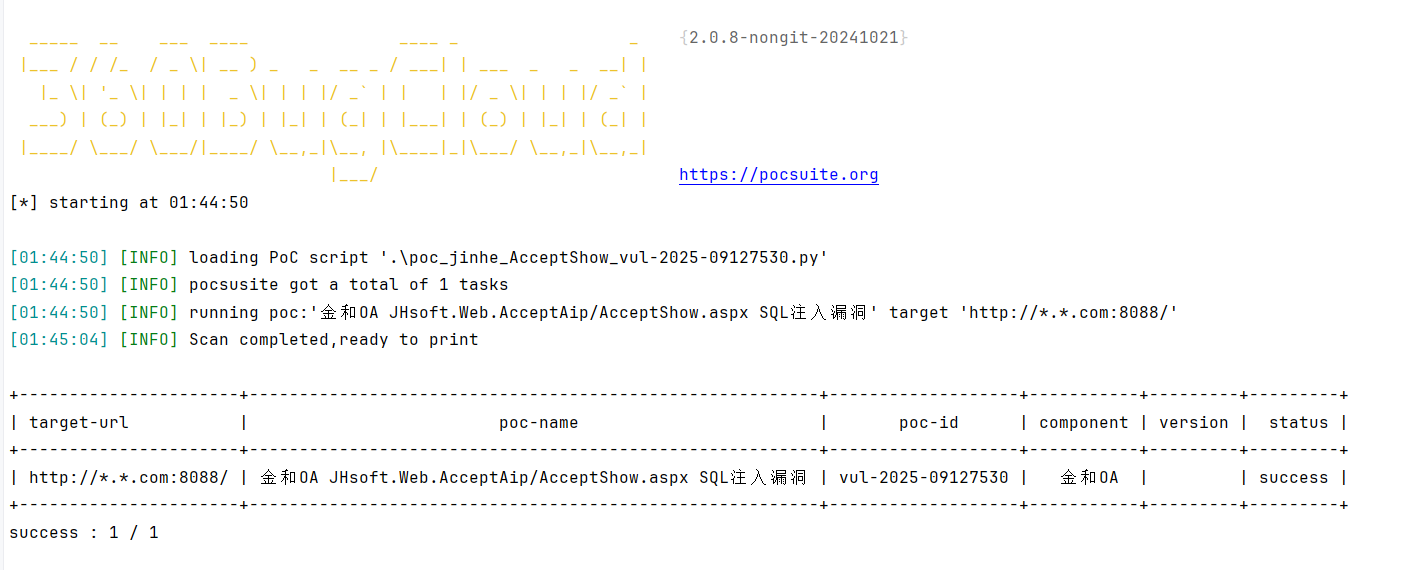 360BugCloud {2.0.8-nongit-20241021}
https://pocsuite.org
[*] starting at 01:44:50
[01:44:50] [INFO] loading PoC script '.\poc_jinhe_AcceptShow_vul-2025-09127530.py'
[01:44:50] [INFO] pocsusite got a total of 1 tasks
[01:44:50] [INFO] running poc:'金和OA JHsoft.Web.AcceptAip/AcceptShow.aspx SQL注入漏洞' target 'http://*.*.com:8088/'
[01:45:04] [INFO] Scan completed,ready to print
+----------------------+---------------------------------------------------------+-------------------+-----------+---------+---------+
| target-url | poc-name | poc-id | component | version | status |
+----------------------+---------------------------------------------------------+-------------------+-----------+---------+---------+
| http://*.*.com:8088/ | 金和OA JHsoft.Web.AcceptAip/AcceptShow.aspx SQL注入漏洞 | vul-2025-09127530 | 金和OA | | success |
+----------------------+---------------------------------------------------------+-------------------+-----------+---------+---------+
success : 1 / 1